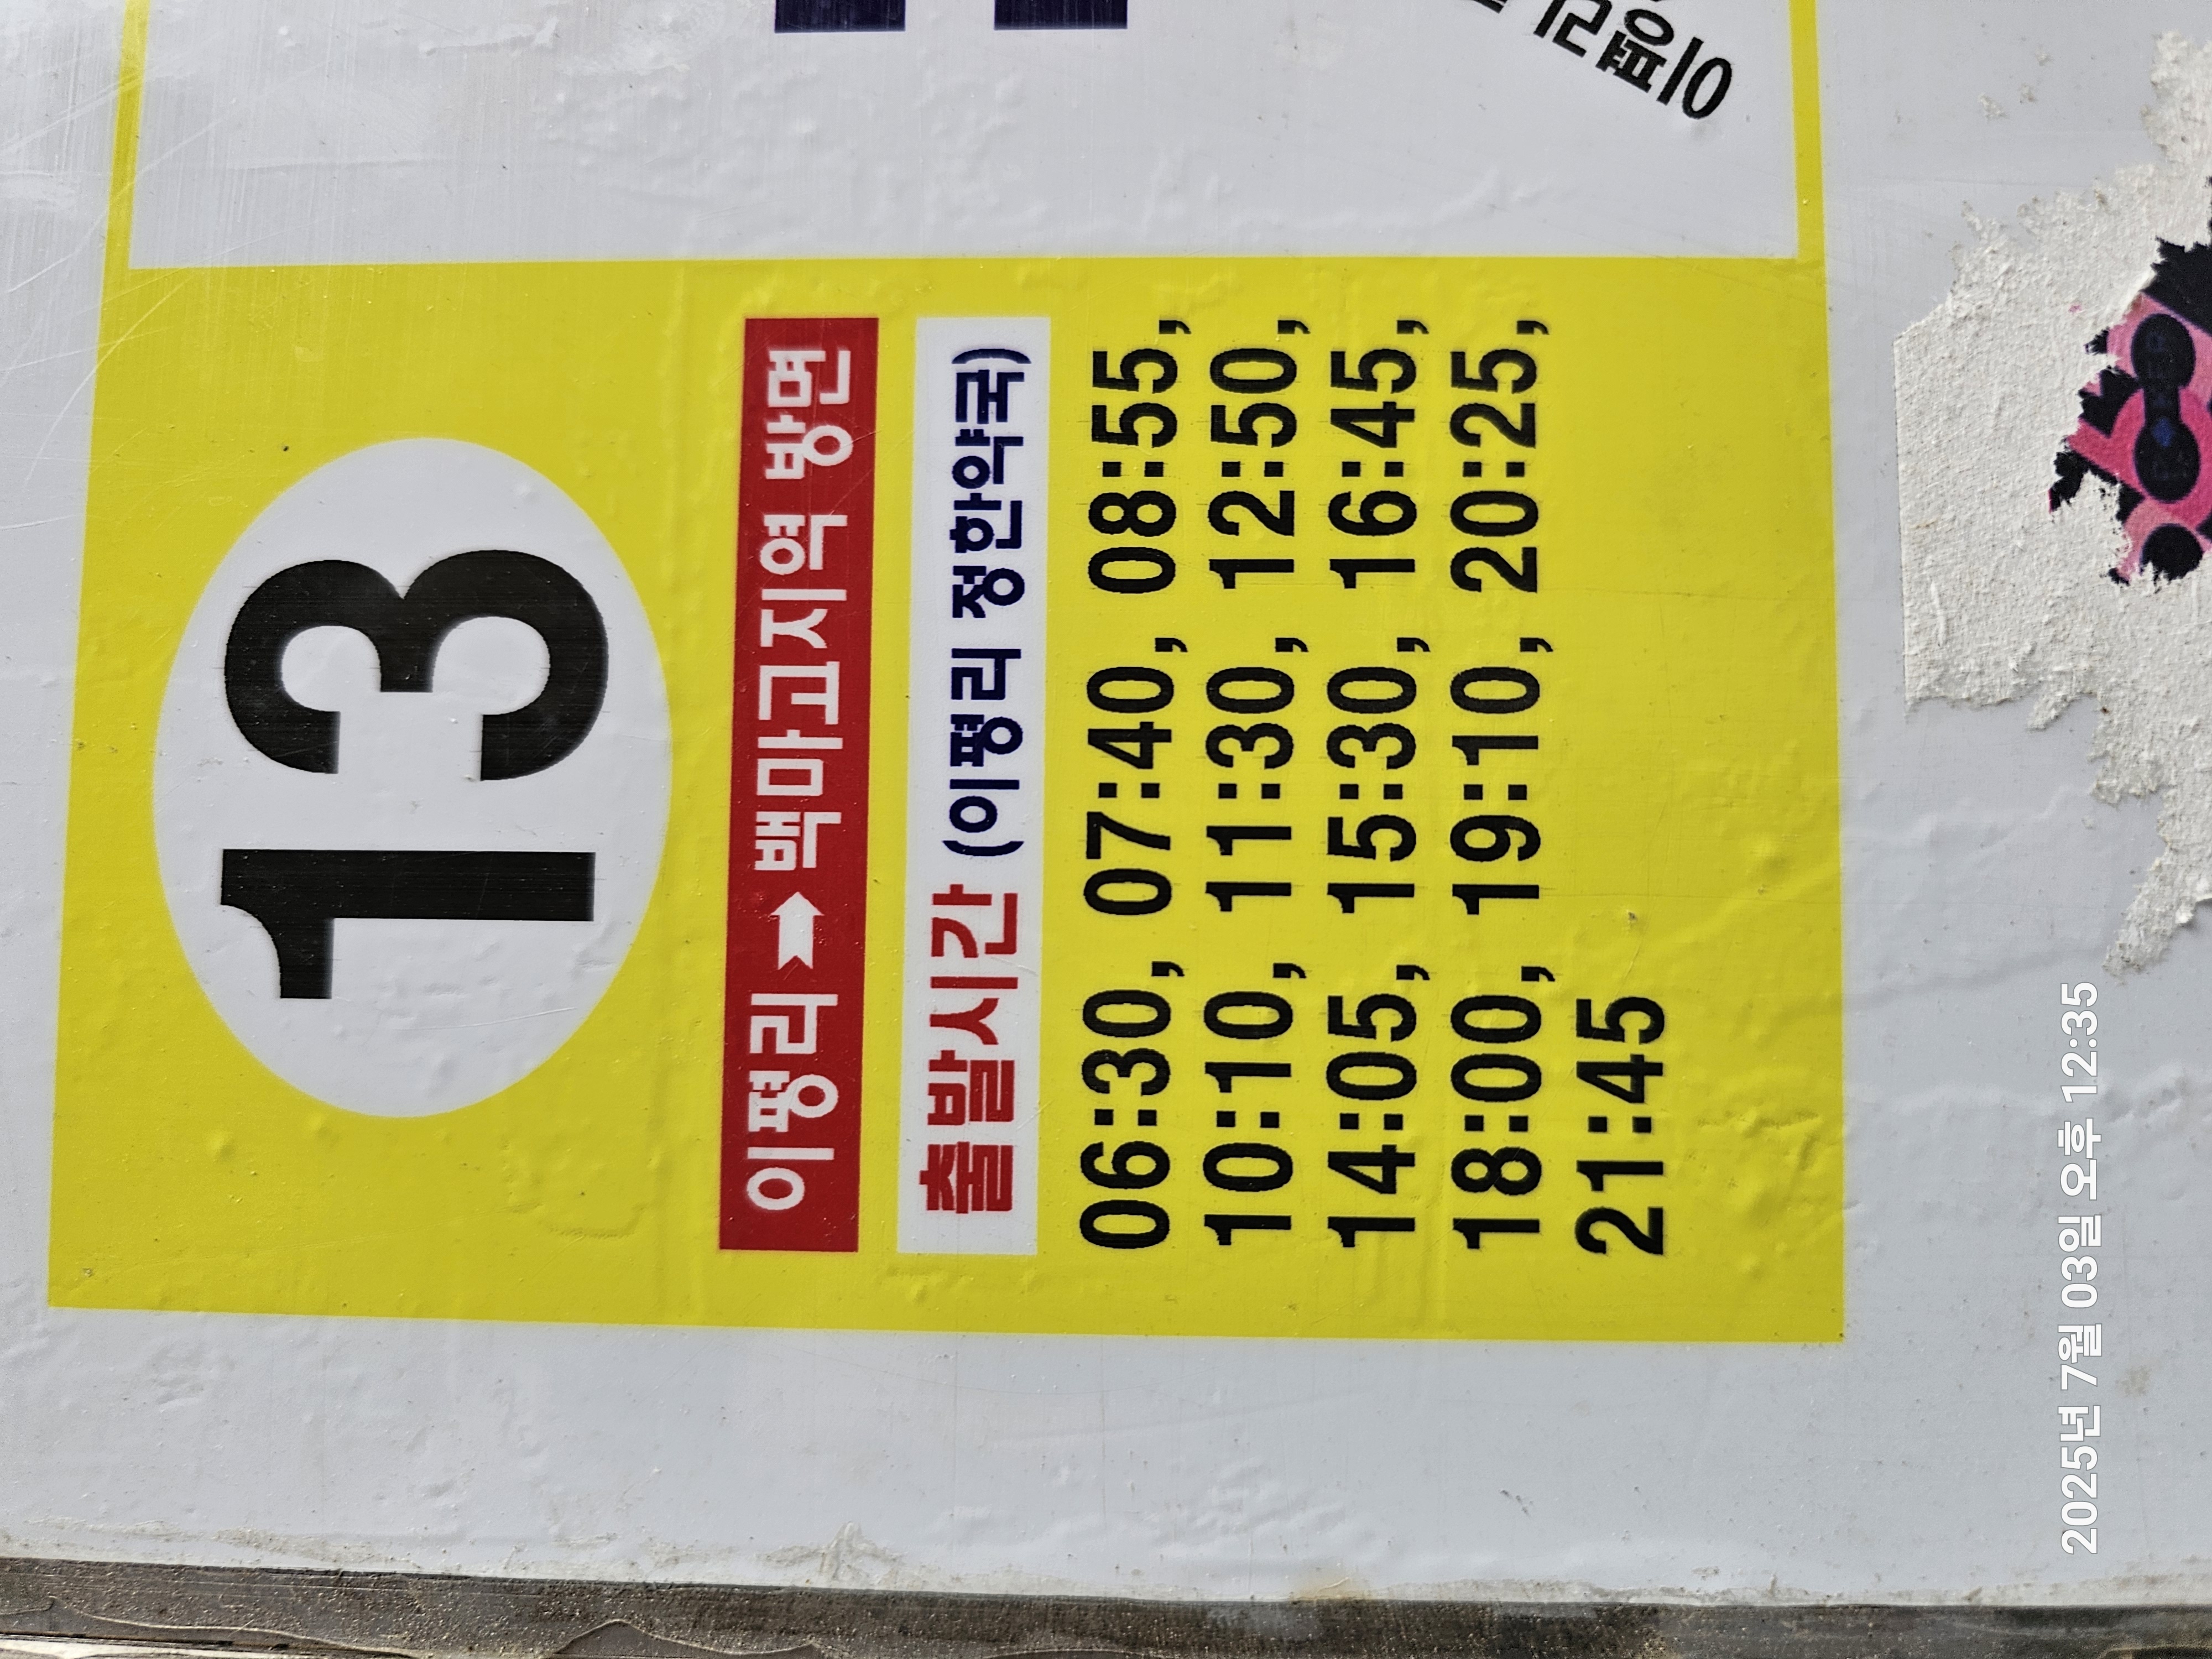 13
이평리 ➡ 백마고지역 방면
출발시간 (이평리 정한약국)
06:30, 07:40, 08:55,
10:10, 11:30, 12:50,
14:05, 15:30, 16:45,
18:00, 19:10, 20:25,
21:45
2025년 7월 03일 오후 12:35